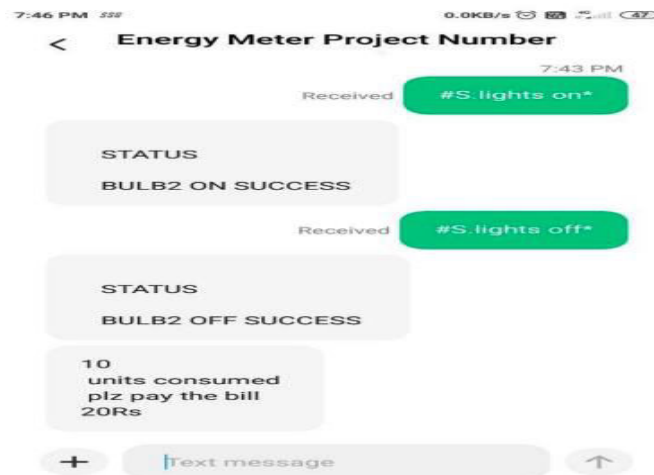 7:46 PM
0.0KB/s 47
< Energy Meter Project Number
7:43 PM
Received #S.lights on*
STATUS
BULB2 ON SUCCESS
Received #S.lights off*
STATUS
BULB2 OFF SUCCESS
10
units consumed
plz pay the bill
20Rs
+ Text message